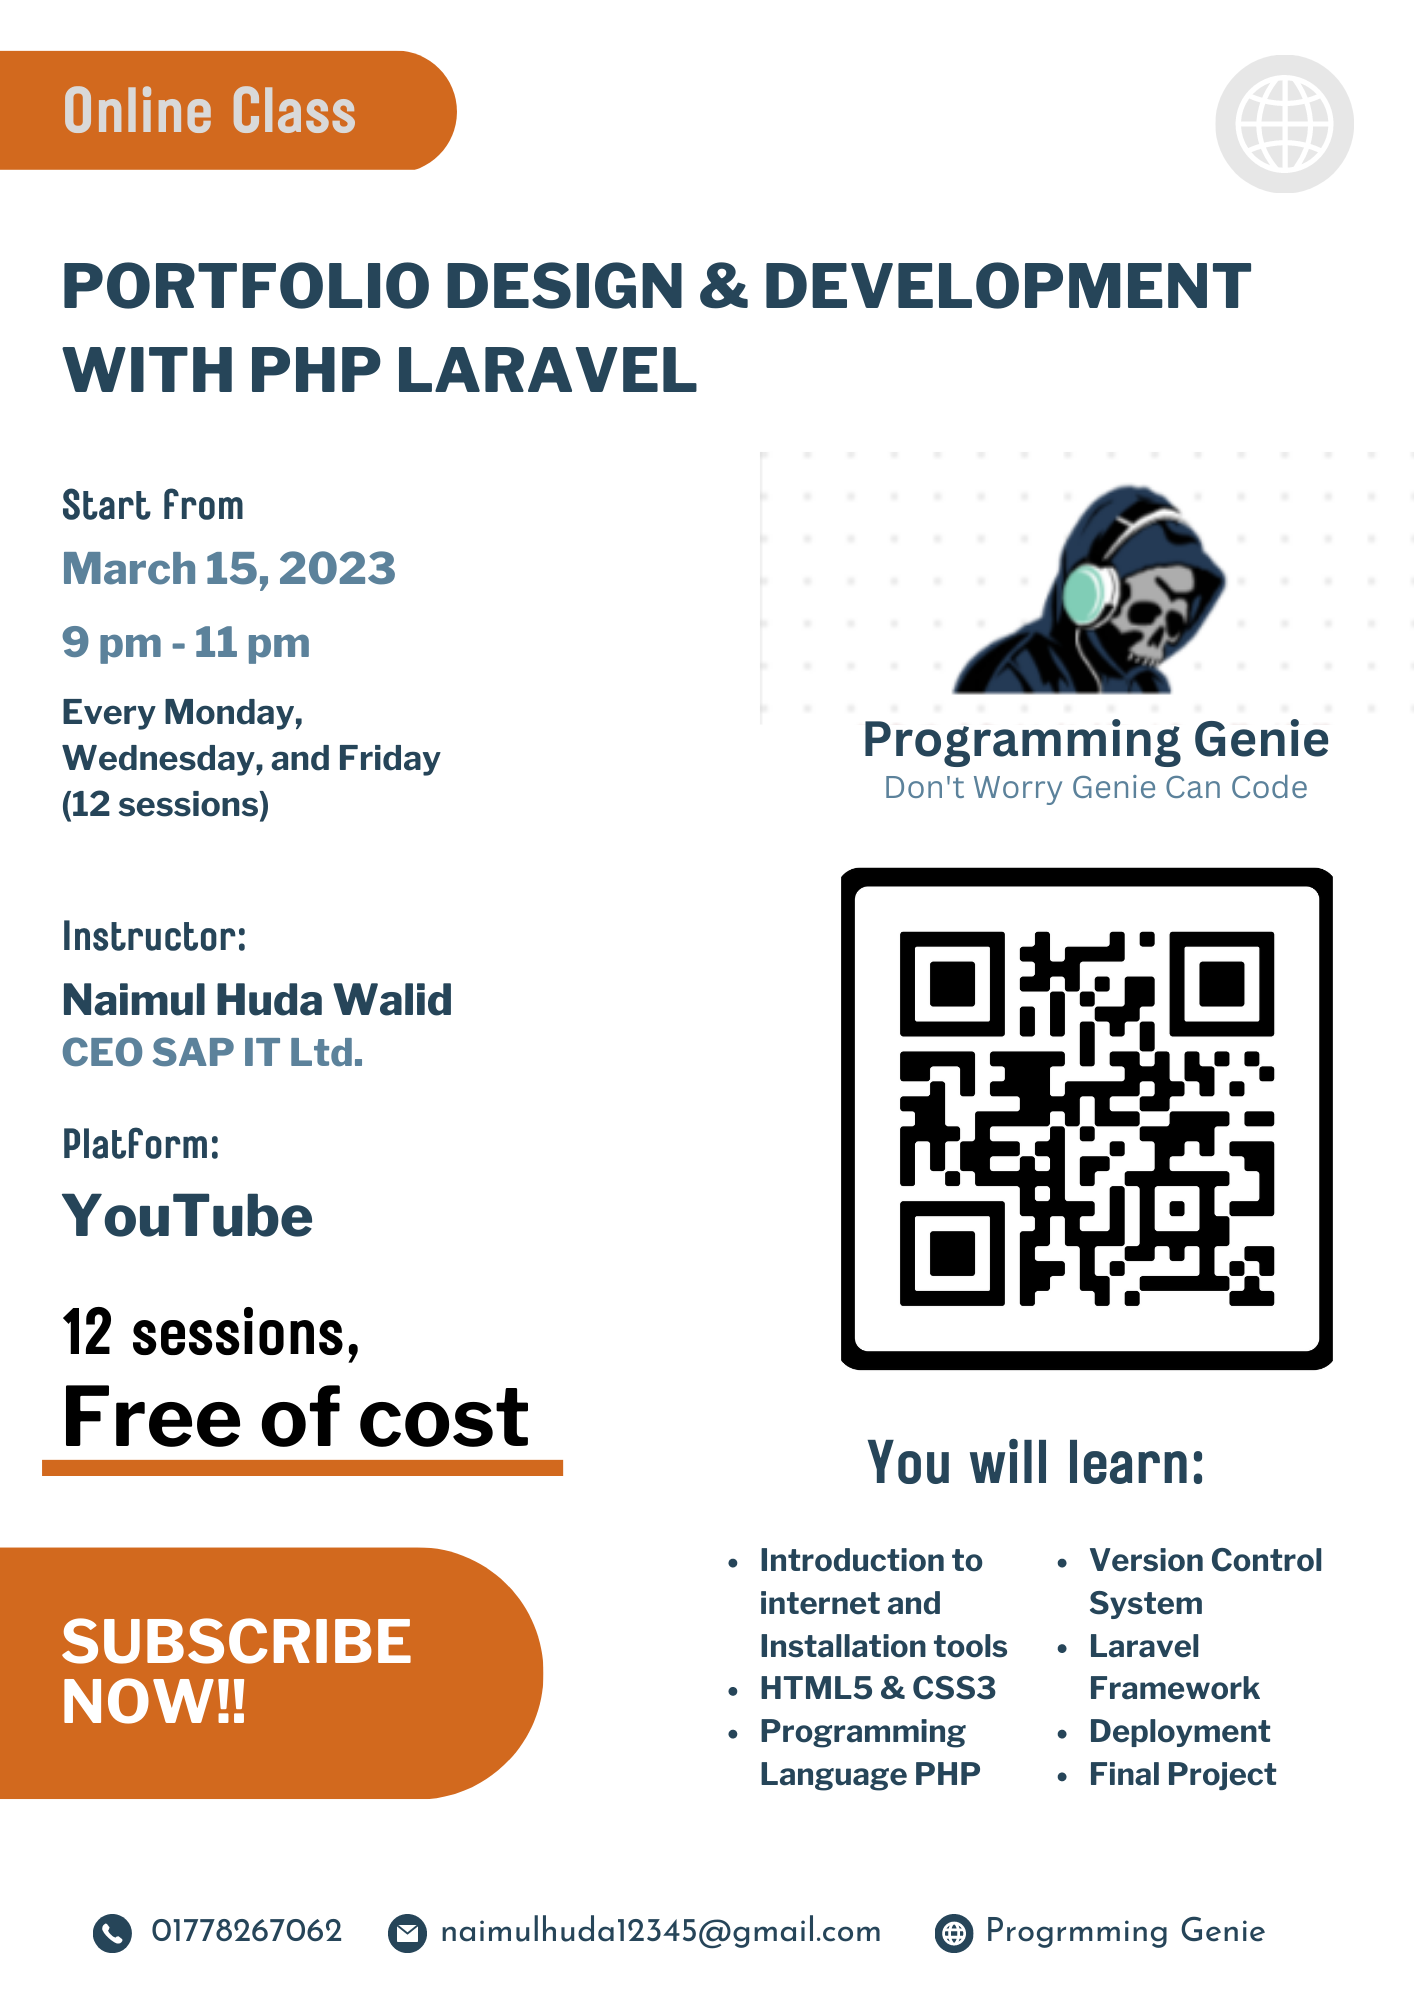 Online Class
PORTFOLIO DESIGN & DEVELOPMENT
WITH PHP LARAVEL
Start from
March 15, 2023
9 pm - 11 pm
Every Monday,
Wednesday, and Friday
(12 sessions)
Programming Genie
Don't Worry Genie Can Code
Instructor:
Naimul Huda Walid
CEO SAP IT Ltd.
Platform:
YouTube
12 sessions,
Free of cost
SUBSCRIBE
NOW!!
You will learn:
• Introduction to
internet and
Installation tools
• HTML5 & CSS3
• Programming
Language PHP
• Version Control
System
• Laravel
Framework
• Deployment
• Final Project
01778267062
naimulhuda12345@gmail.com
Progrmming Genie